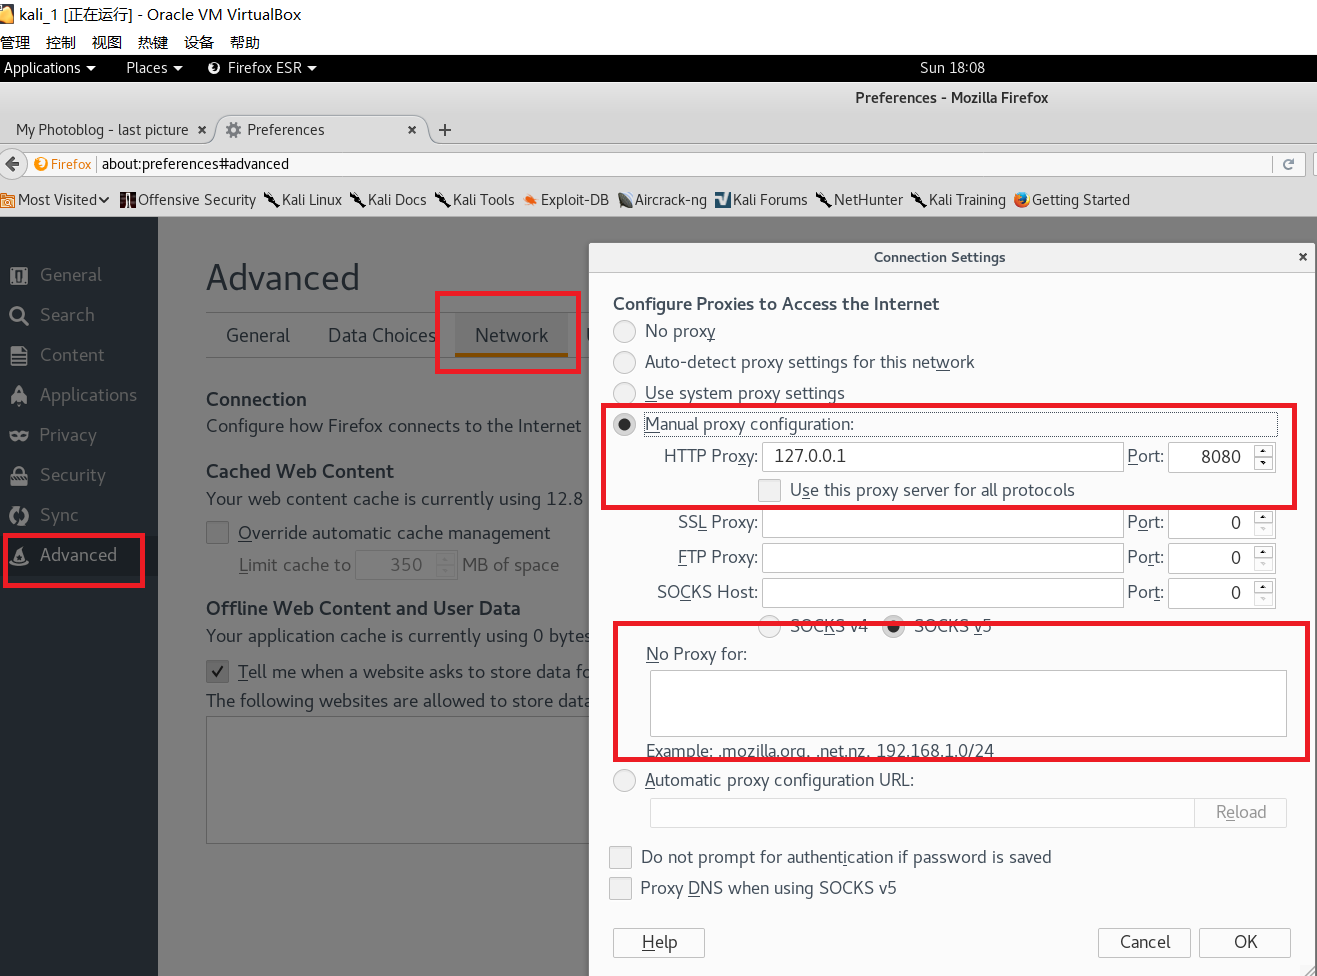 kali_1 [正在运行] - Oracle VM VirtualBox
管理 控制 视图 热键 设备 帮助
Applications Places Firefox ESR Sun 18:08
Preferences - Mozilla Firefox
My Photoblog - last picture × Preferences × +
Firefox about:preferences#advanced
Most Visited Offensive Security Kali Linux Kali Docs Kali Tools Exploit-DB Aircrack-ng Kali Forums NetHunter Kali Training Getting Started
General
Search
Content
Applications
Privacy
Security
Sync
Advanced
Advanced
General Data Choices Network
Connection
Configure how Firefox connects to the Internet
Cached Web Content
Your web content cache is currently using 12.8
Override automatic cache management
Limit cache to 350 MB of space
Offline Web Content and User Data
Your application cache is currently using 0 bytes
Tell me when a website asks to store data fo
The following websites are allowed to store data
Connection Settings ×
Configure Proxies to Access the Internet
No proxy
Auto-detect proxy settings for this network
Use system proxy settings
Manual proxy configuration:
HTTP Proxy: 127.0.0.1 Port: 8080
Use this proxy server for all protocols
SSL Proxy: Port: 0
FTP Proxy: Port: 0
SOCKS Host: Port: 0
SOCKS v4 SOCKS v5
No Proxy for:
Example: .mozilla.org, .net.nz, 192.168.1.0/24
Automatic proxy configuration URL:
Reload
Do not prompt for authentication if password is saved
Proxy DNS when using SOCKS v5
Help Cancel OK